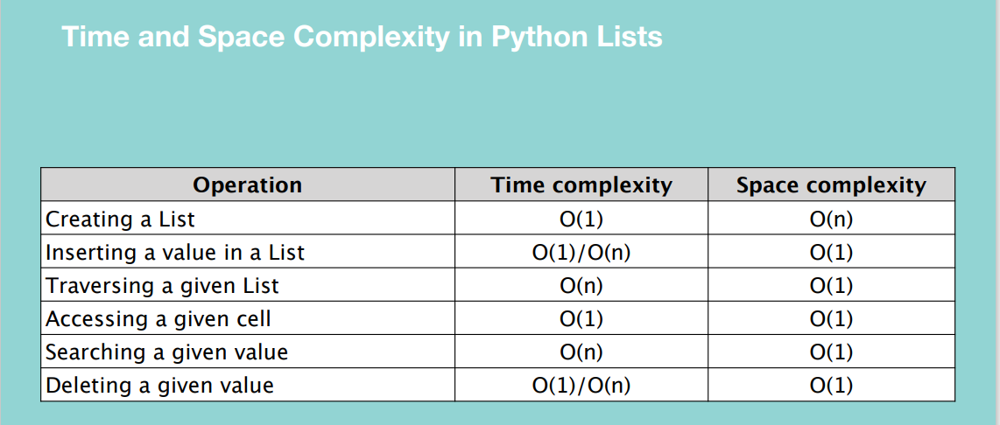 Time and Space Complexity in Python Lists
Operation Time complexity Space complexity
Creating a List O(1) O(n)
Inserting a value in a List O(1)/O(n) O(1)
Traversing a given List O(n) O(1)
Accessing a given cell O(1) O(1)
Searching a given value O(n) O(1)
Deleting a given value O(1)/O(n) O(1)